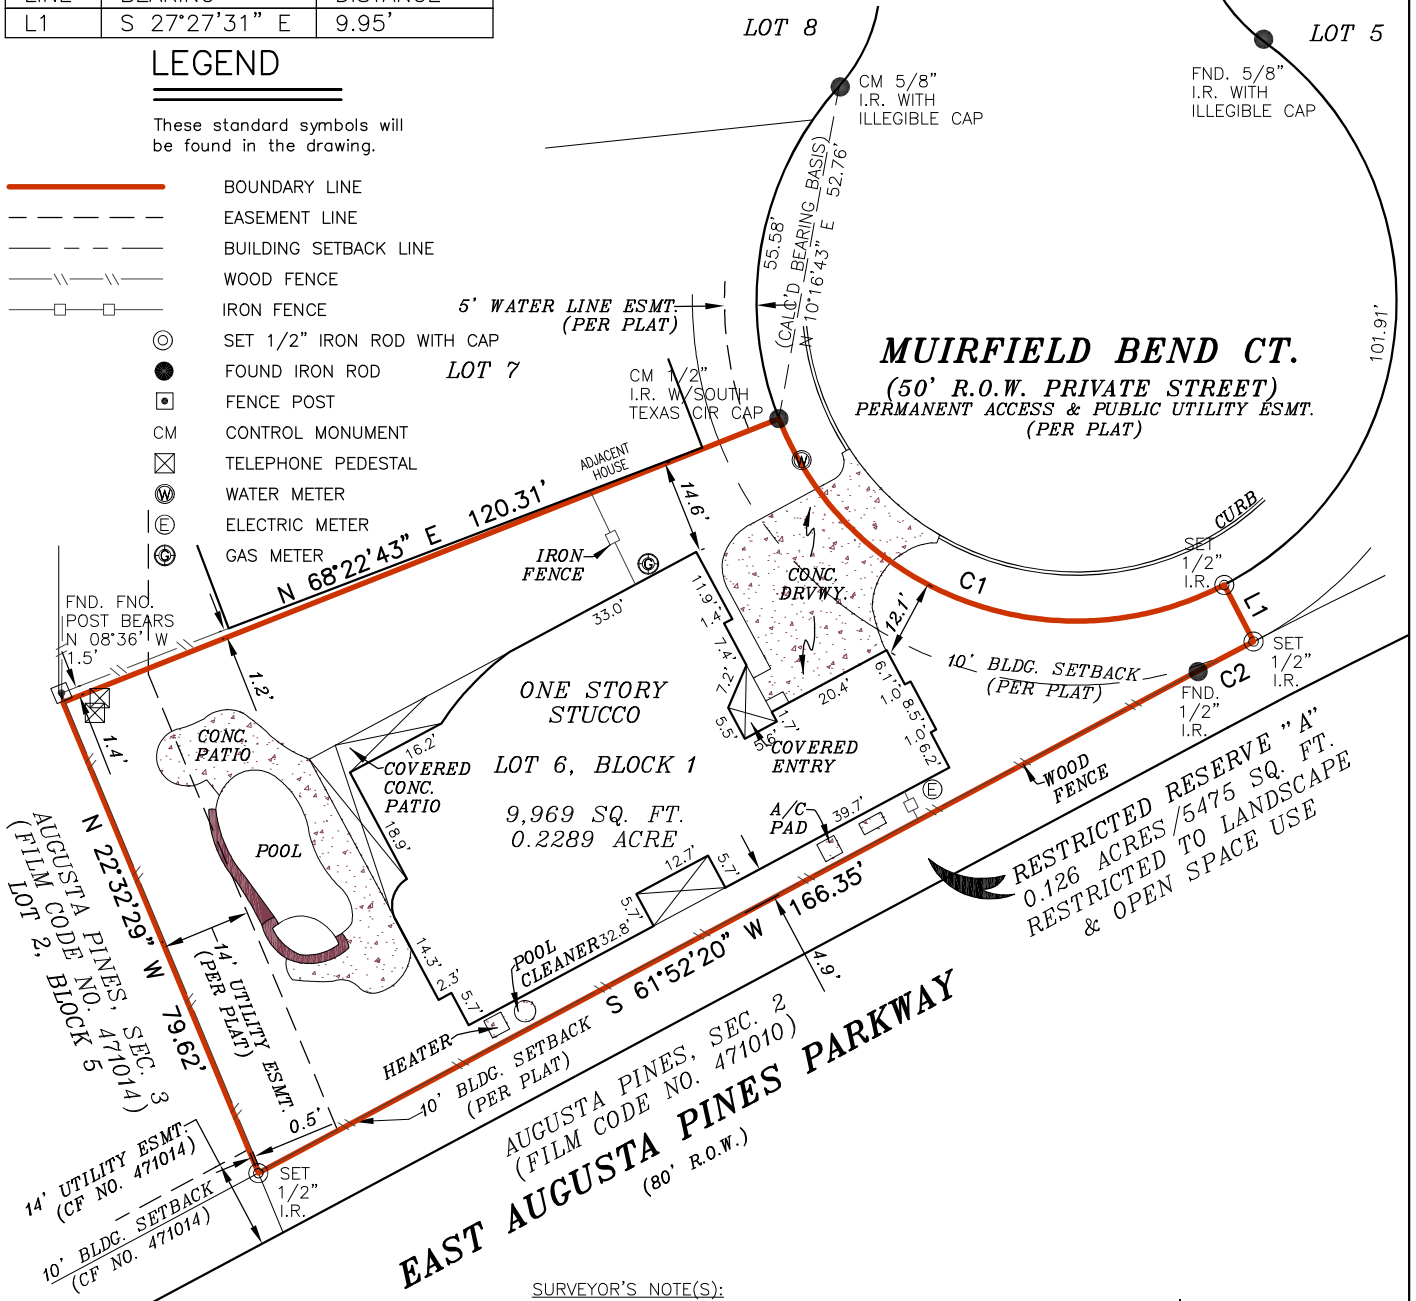 LINE BEARING DISTANCE
L1 S 27°27'31" E 9.95'
LEGEND
These standard symbols will
be found in the drawing.
BOUNDARY LINE
EASEMENT LINE
BUILDING SETBACK LINE
WOOD FENCE
IRON FENCE
SET 1/2" IRON ROD WITH CAP
FOUND IRON ROD
FENCE POST
CM CONTROL MONUMENT
TELEPHONE PEDESTAL
W WATER METER
E ELECTRIC METER
G GAS METER
LOT 8
LOT 5
CM 5/8"
I.R. WITH
ILLEGIBLE CAP
FND. 5/8"
I.R. WITH
ILLEGIBLE CAP
55.58'
(CALC'D BEARING BASIS)
N 10°16'43" E 52.76'
101.91'
5' WATER LINE ESMT.
(PER PLAT)
LOT 7
CM 1/2"
I.R. W/SOUTH
TEXAS CIR CAP
MUIRFIELD BEND CT.
(50' R.O.W. PRIVATE STREET)
PERMANENT ACCESS & PUBLIC UTILITY ESMT.
(PER PLAT)
W
ADJACENT
HOUSE
N 68°22'43" E 120.31'
14.6'
IRON
FENCE
G
CURB
CONC.
DRVWY.
C1
SET
1/2"
I.R.
L1
FND. FNC.
POST BEARS
N 08°36' W
1.5'
33.0'
11.9'
1.4'
7.4'
7.2'
5.5'
5.6'
1.7'
20.4'
12.1'
6.1'
1.0'
8.5'
1.0'
6.2'
10' BLDG. SETBACK
(PER PLAT)
SET
1/2"
I.R.
C2
FND.
1/2"
I.R.
1.2'
1.4'
ONE STORY
STUCCO
CONC.
PATIO
16.2'
COVERED
CONC.
PATIO
LOT 6, BLOCK 1
9,969 SQ. FT.
0.2289 ACRE
COVERED
ENTRY
E
WOOD
FENCE
A/C
PAD
39.7'
RESTRICTED RESERVE "A"
0.126 ACRES/5475 SQ. FT.
RESTRICTED TO LANDSCAPE
& OPEN SPACE USE
18.9'
POOL
12.7'
5.7'
5.7'
N 22°32'29" W 79.62'
AUGUSTA PINES, SEC. 3
(FILM CODE NO. 471014)
LOT 2, BLOCK 5
14' UTILITY ESMT.
(PER PLAT)
14.3'
2.3'
5.7'
POOL
CLEANER
32.8'
S 61°52'20" W 166.35'
4.9'
HEATER
10' BLDG. SETBACK
(PER PLAT)
AUGUSTA PINES, SEC. 2
(FILM CODE NO. 471010)
EAST AUGUSTA PINES PARKWAY
(80' R.O.W.)
0.5'
14' UTILITY ESMT.
(CF NO. 471014)
10' BLDG. SETBACK
(CF NO. 471014)
SET
1/2"
I.R.
SURVEYOR'S NOTE(S):